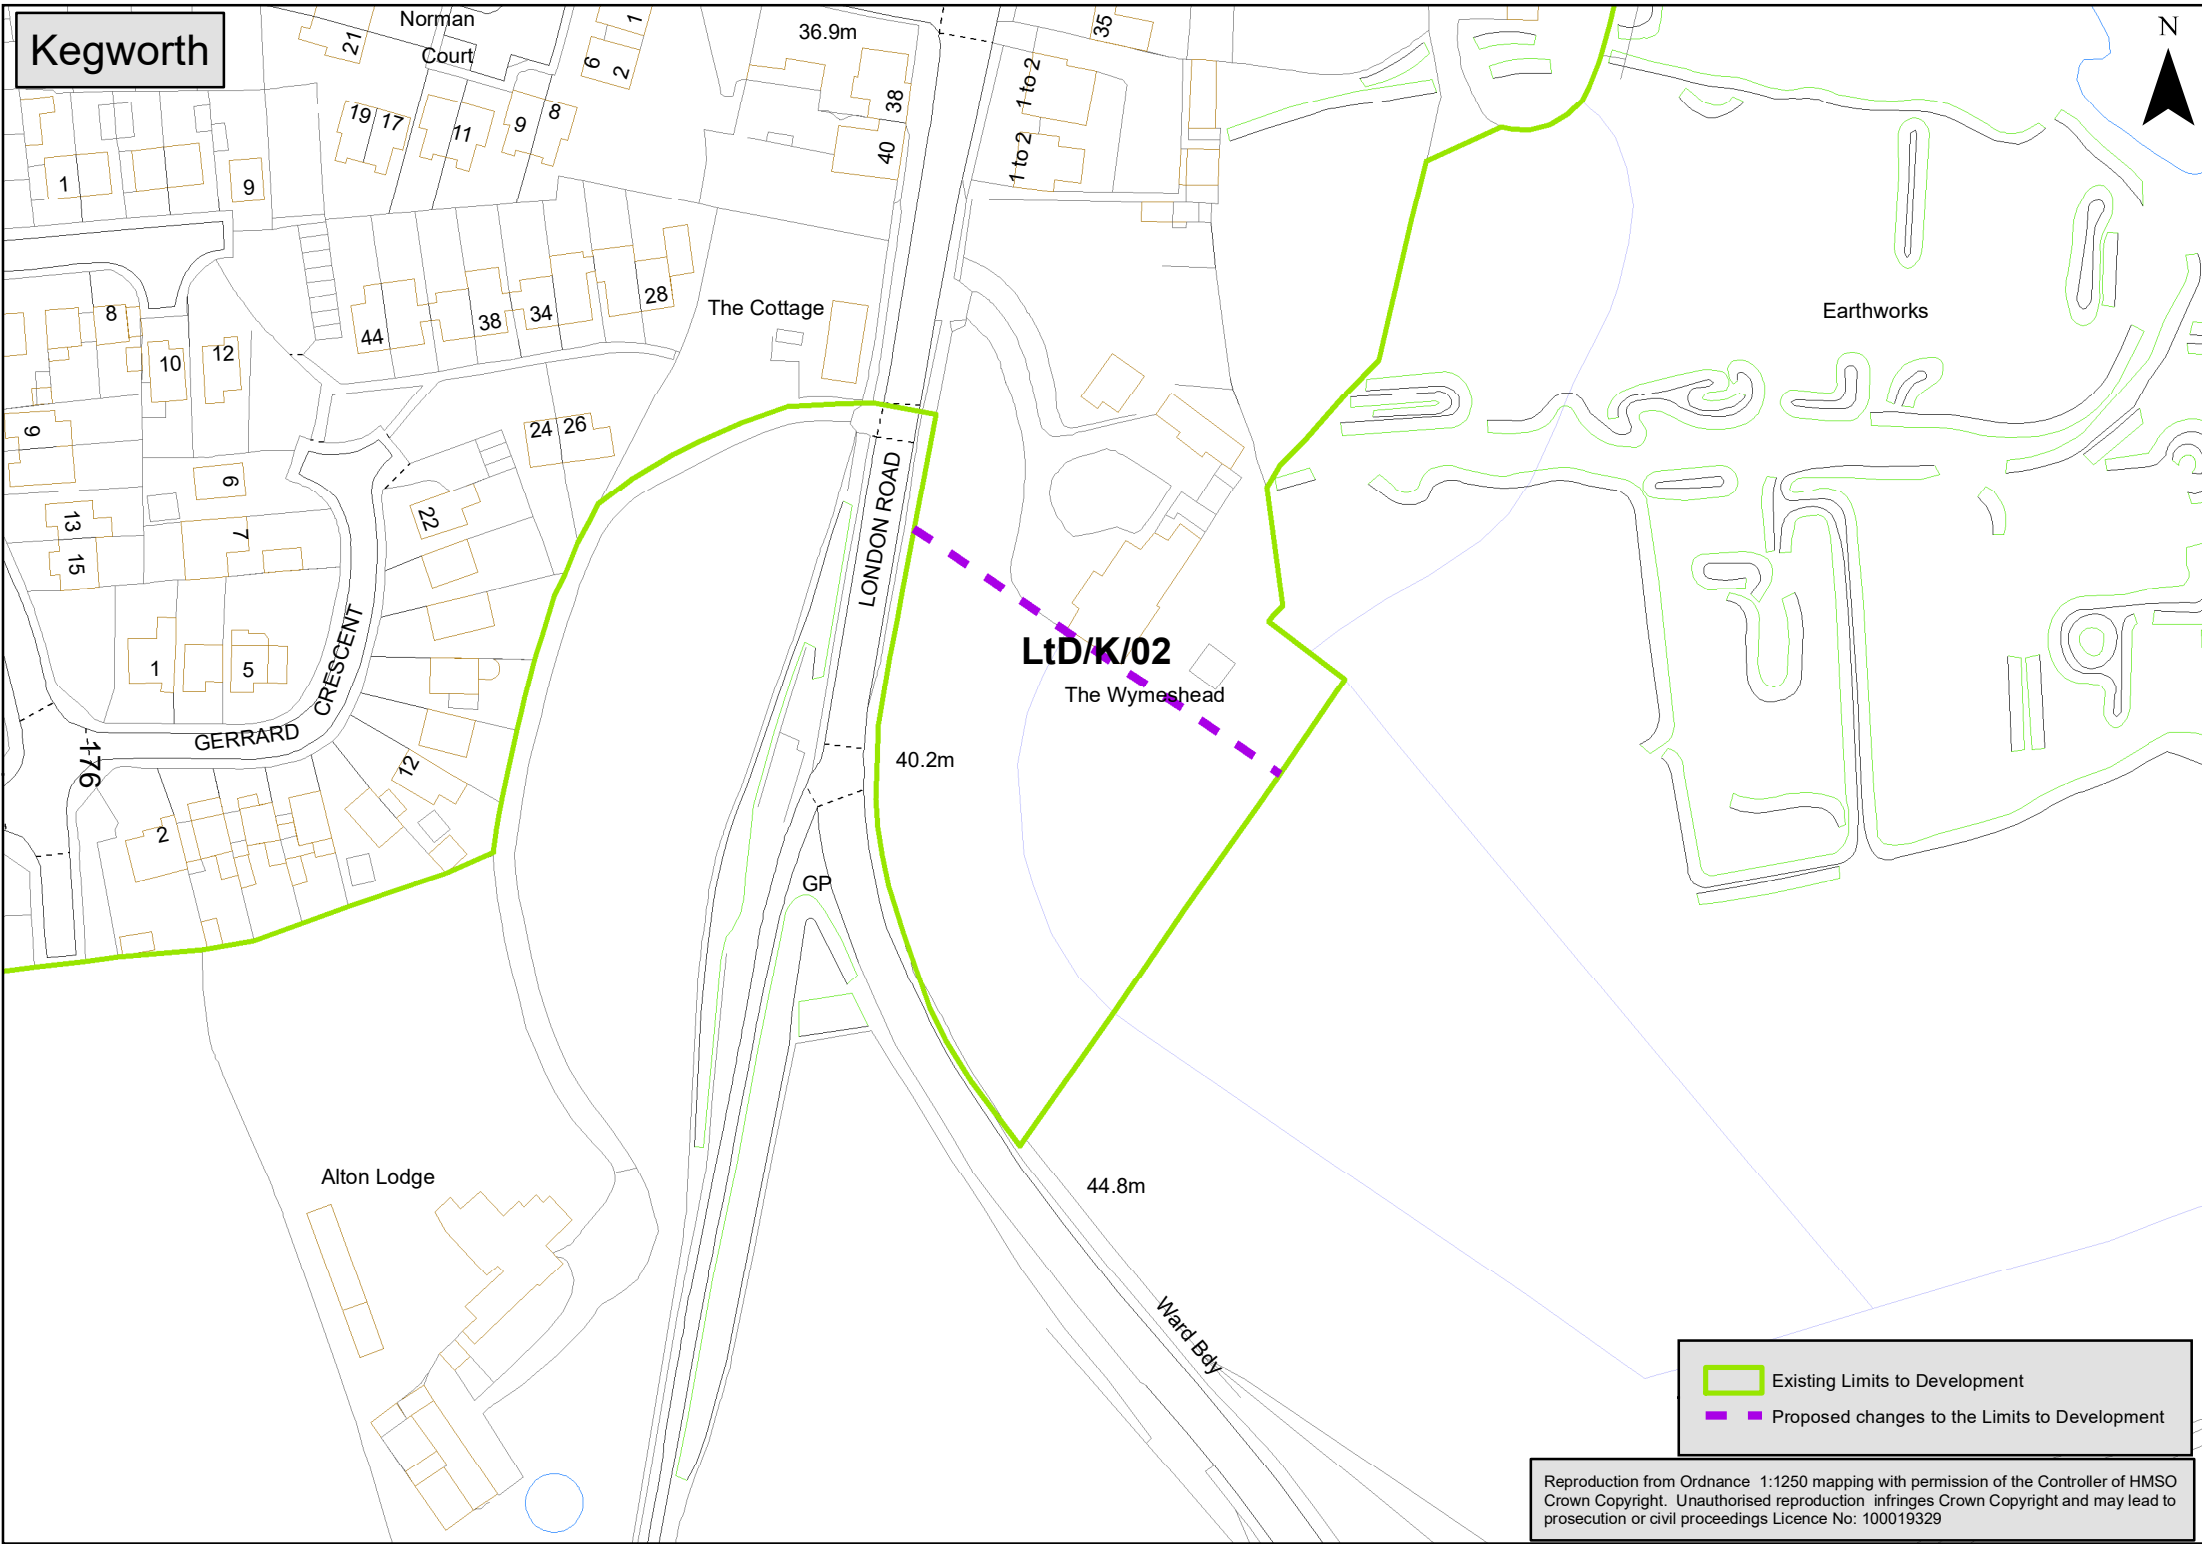 Kegworth
Norman
Court
36.9m
N
21
6
2
1
35
38
40
1 to 2
1 to 2
19
17
11
9
8
1
9
8
10
12
44
38
34
28
The Cottage
Earthworks
9
24
26
6
22
13
15
7
LONDON ROAD
1
5
GERRARD
CRESCENT
LtD/K/02
The Wymeshead
176
12
2
40.2m
GP
Alton Lodge
44.8m
Ward Bdy
Existing Limits to Development
Proposed changes to the Limits to Development
Reproduction from Ordnance 1:1250 mapping with permission of the Controller of HMSO
Crown Copyright. Unauthorised reproduction infringes Crown Copyright and may lead to
prosecution or civil proceedings Licence No: 100019329